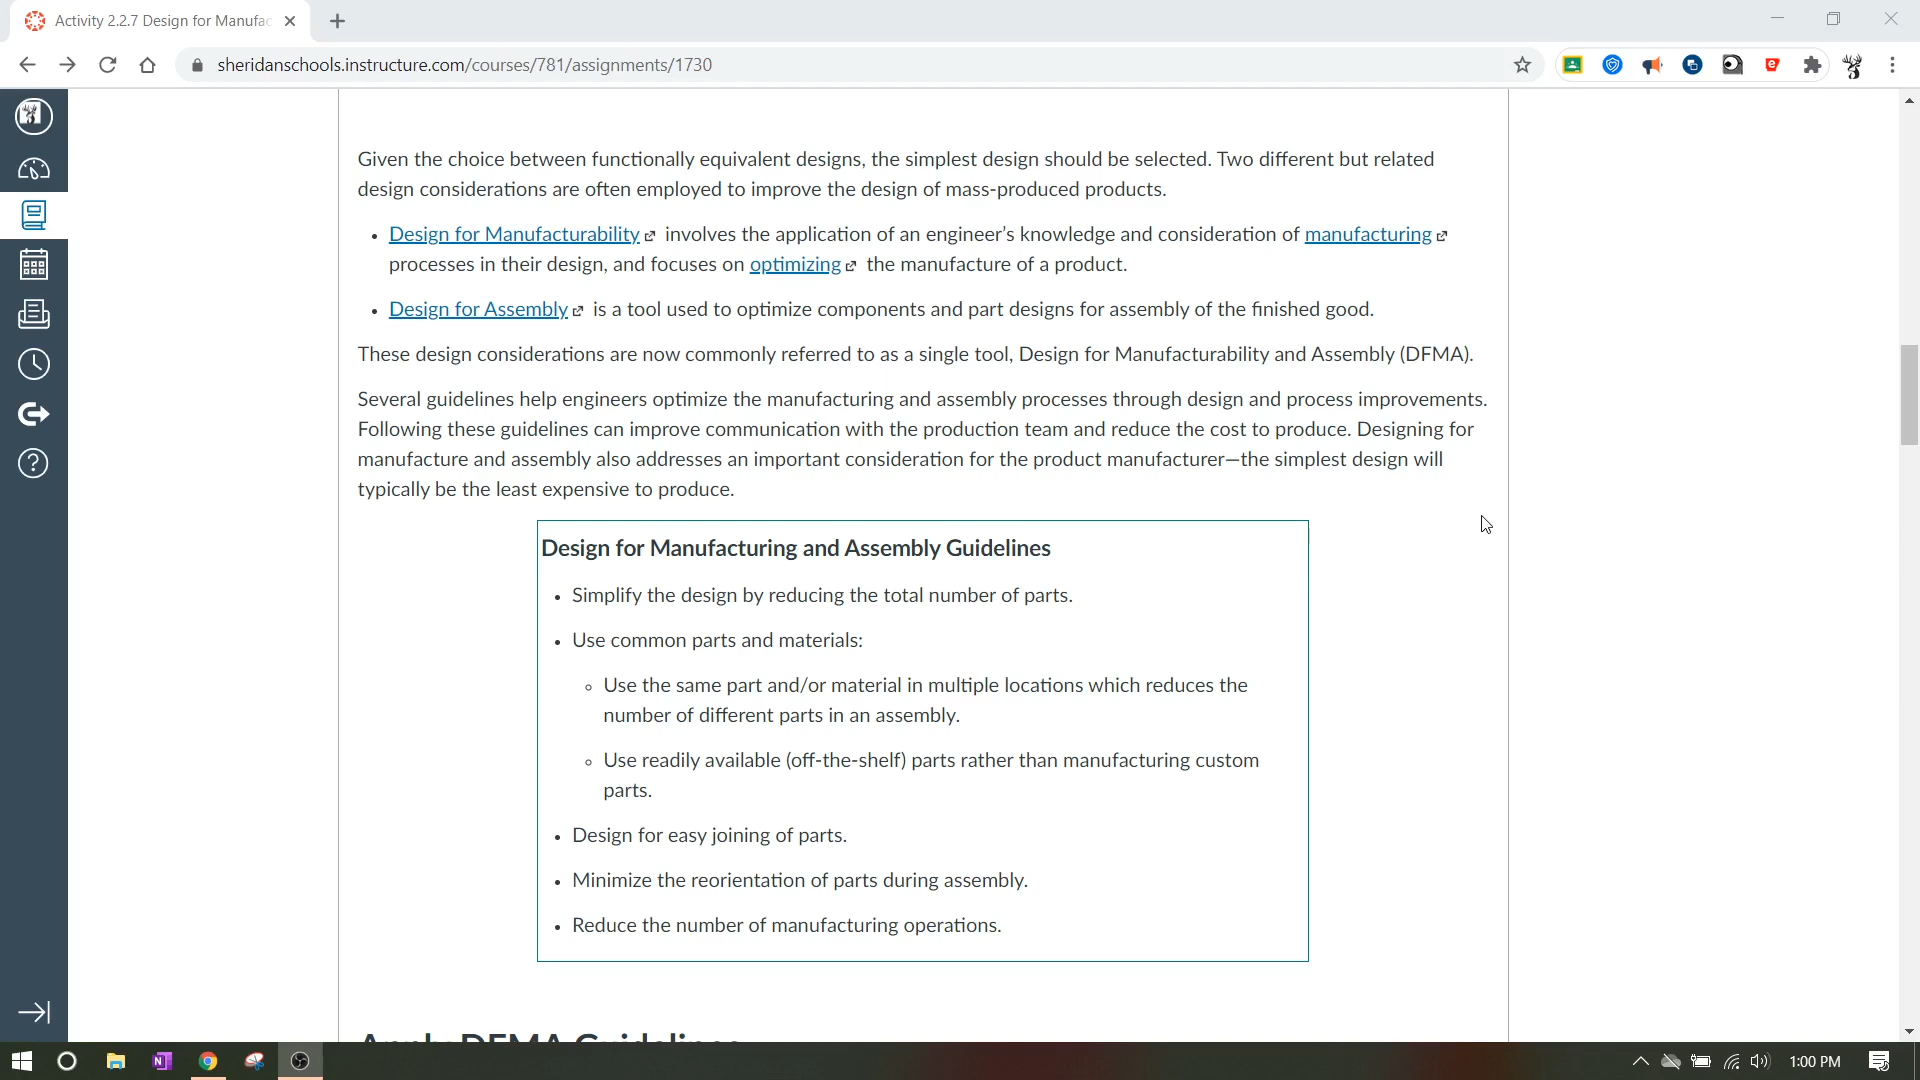 Activity 2.2.7 Design for Manufac
sheridanschools.instructure.com/courses/781/assignments/1730
Given the choice between functionally equivalent designs, the simplest design should be selected. Two different but related
design considerations are often employed to improve the design of mass-produced products.
• Design for Manufacturability involves the application of an engineer’s knowledge and consideration of manufacturing
processes in their design, and focuses on optimizing the manufacture of a product.
• Design for Assembly is a tool used to optimize components and part designs for assembly of the finished good.
These design considerations are now commonly referred to as a single tool, Design for Manufacturability and Assembly (DFMA).
Several guidelines help engineers optimize the manufacturing and assembly processes through design and process improvements.
Following these guidelines can improve communication with the production team and reduce the cost to produce. Designing for
manufacture and assembly also addresses an important consideration for the product manufacturer—the simplest design will
typically be the least expensive to produce.
Design for Manufacturing and Assembly Guidelines
• Simplify the design by reducing the total number of parts.
• Use common parts and materials:
◦ Use the same part and/or material in multiple locations which reduces the
number of different parts in an assembly.
◦ Use readily available (off-the-shelf) parts rather than manufacturing custom
parts.
• Design for easy joining of parts.
• Minimize the reorientation of parts during assembly.
• Reduce the number of manufacturing operations.
Apply DFMA Guidelines
1:00 PM